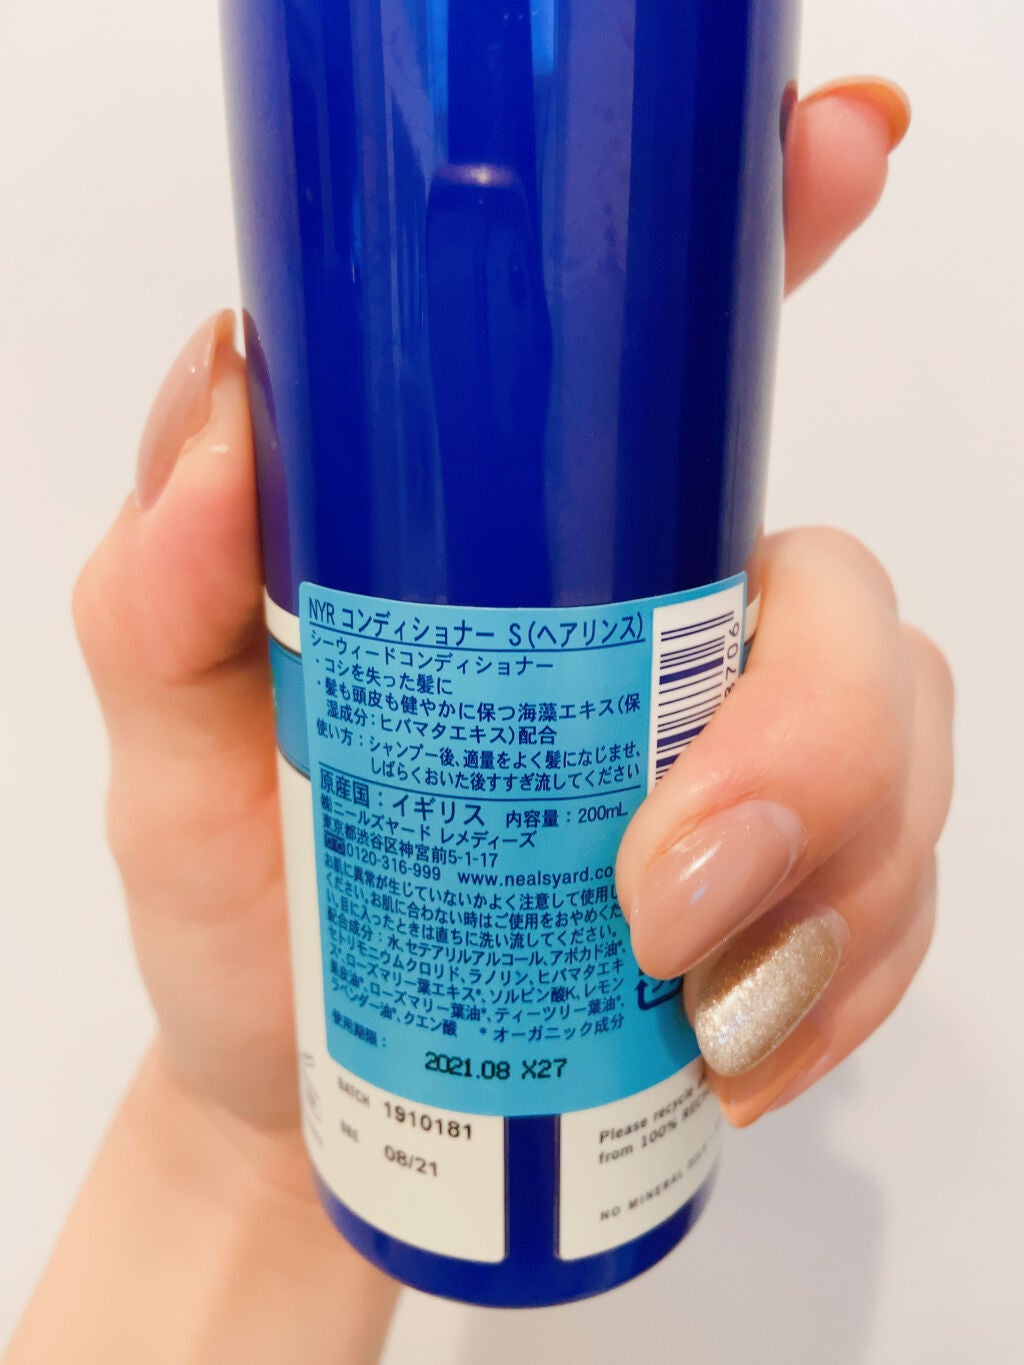 NYR コンディショナー S(ヘアリンス)
シーウィードコンディショナー
・コシを失った髪に
・髪も頭皮も健やかに保つ海藻エキス(保
湿成分:ヒバマタエキス)配合
使い方:シャンプー後、適量をよく髪になじませ、
しばらくおいた後すすぎ流してください
原産国:イギリス 内容量:200mL
㈱ニールズヤード レメディーズ
東京都渋谷区神宮前5-1-17
0120-316-999 www.nealsyard.co
お肌に異常が生じていないかよく注意して使用し
ください。お肌に合わない時はご使用をおやめくだ
い。目に入ったときは直ちに洗い流してください。
配合成分:水、セテアリルアルコール、アボカド油*、
セトリモニウムクロリド、ラノリン、ヒバマタエキ
ス*、ローズマリー葉エキス*、ソルビン酸K、レモン
果皮油*、ローズマリー葉油*、ティーツリー葉油*、
ラベンダー油*、クエン酸 *オーガニック成分
使用期限:
2021.08 X27
8706
BATCH 1910181
BBE 08/21
Please recycle
from 100% REC
NO MINERAL OILS